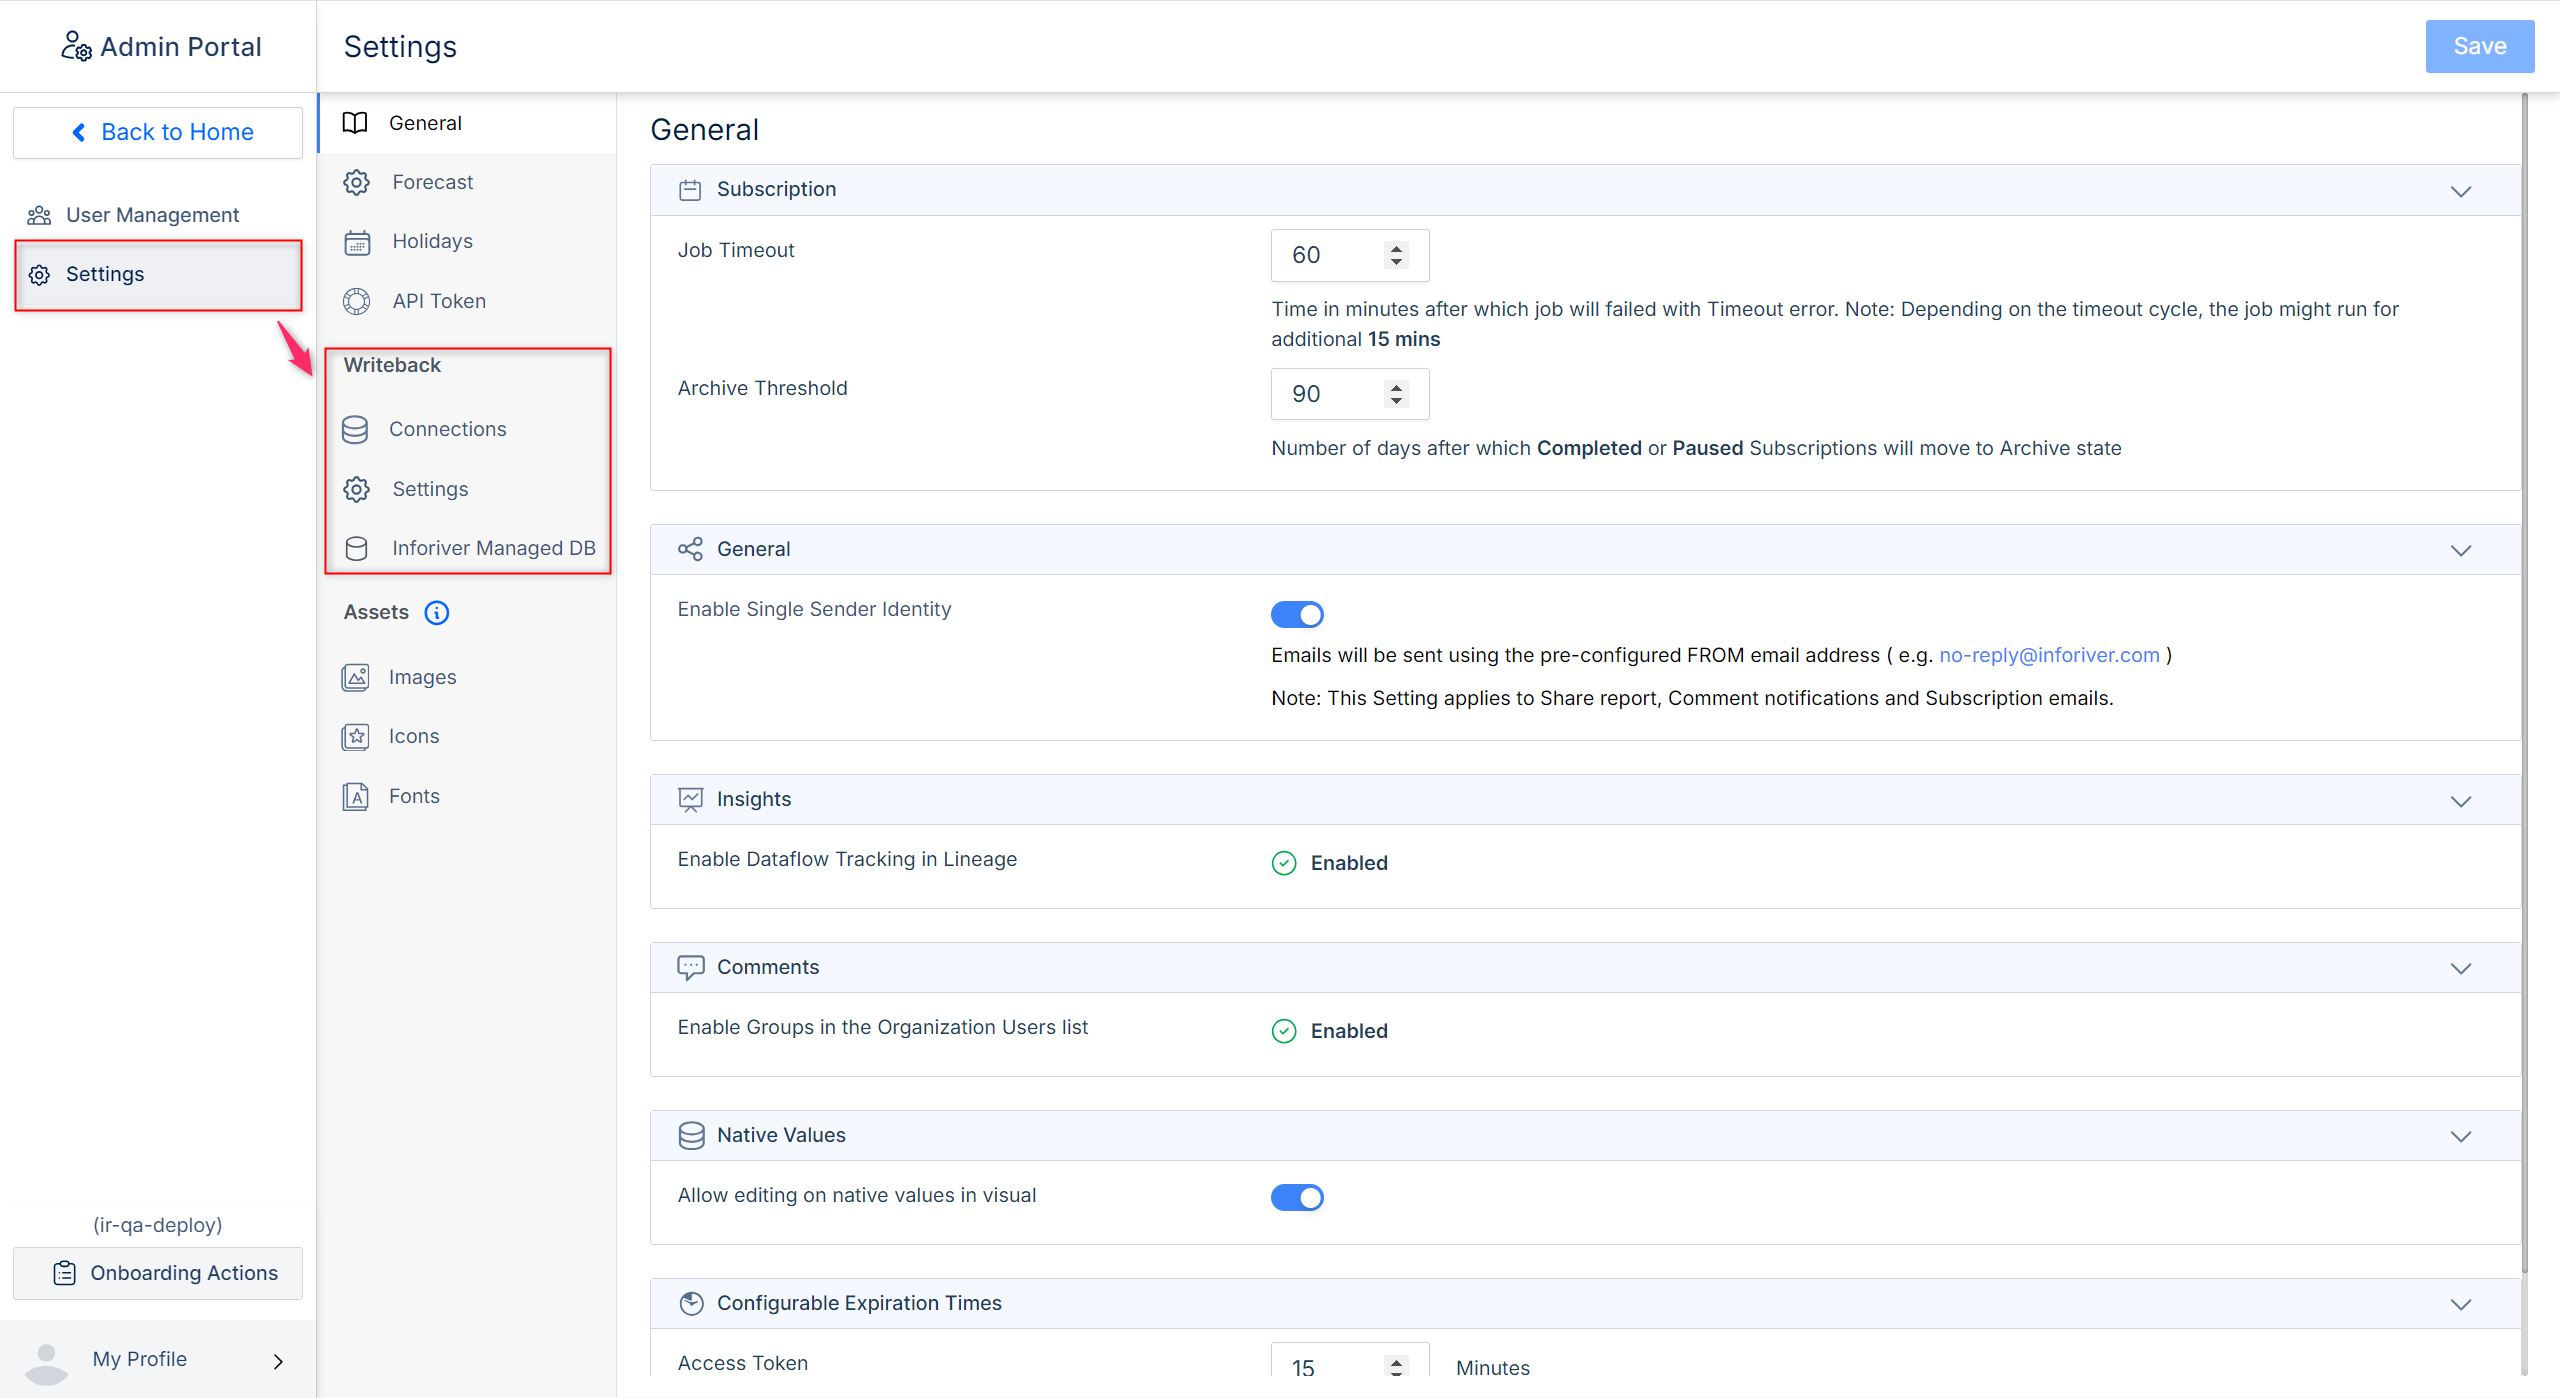 Admin Portal
Settings
Save
Back to Home
User Management
Settings
(ir-qa-deploy)
Onboarding Actions
My Profile
General
Forecast
Holidays
API Token
Writeback
Connections
Settings
Inforiver Managed DB
Assets
Images
Icons
Fonts
General
Subscription
Job Timeout
60
Time in minutes after which job will failed with Timeout error. Note: Depending on the timeout cycle, the job might run for
additional 15 mins
Archive Threshold
90
Number of days after which Completed or Paused Subscriptions will move to Archive state
General
Enable Single Sender Identity
Emails will be sent using the pre-configured FROM email address ( e.g. no-reply@inforiver.com )
Note: This Setting applies to Share report, Comment notifications and Subscription emails.
Insights
Enable Dataflow Tracking in Lineage
Enabled
Comments
Enable Groups in the Organization Users list
Enabled
Native Values
Allow editing on native values in visual
Configurable Expiration Times
Access Token
15
Minutes